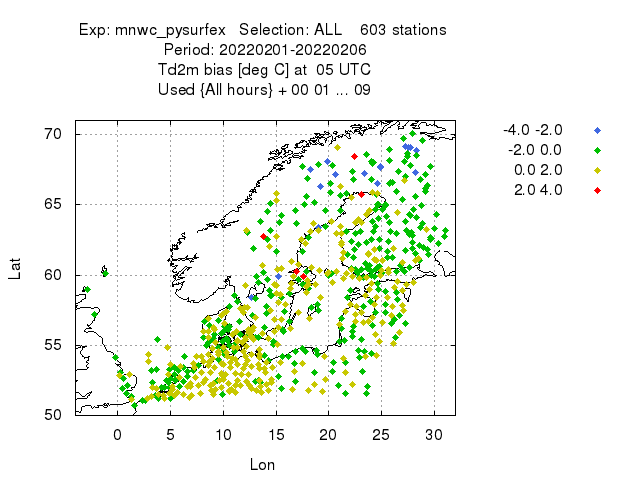 Exp: mnwc_pysurfex   Selection: ALL    603 stations
Period: 20220201-20220206
Td2m bias [deg C] at  05 UTC
Used {All hours} + 00 01 ... 09
-4.0 -2.0
-2.0 0.0
0.0 2.0
2.0 4.0
70
65
60
55
50
Lat
0 5 10 15 20 25 30
Lon